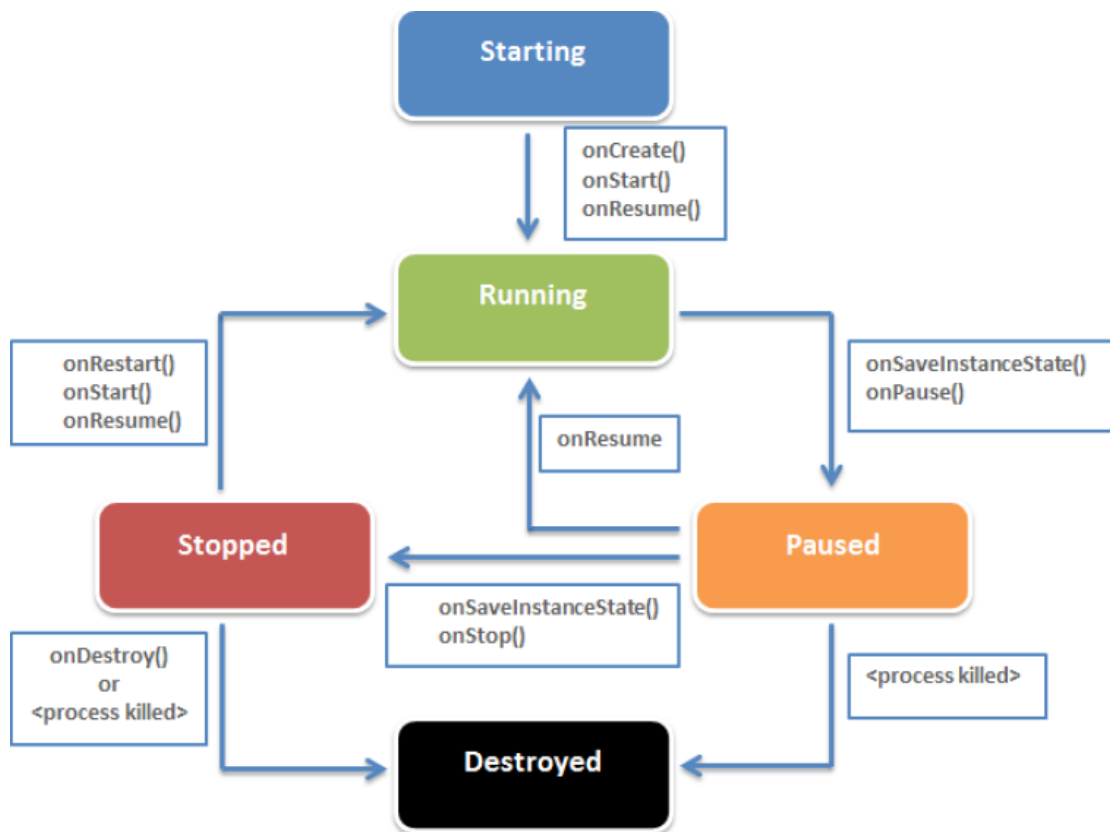 Starting
onCreate()
onStart()
onResume()
Running
onRestart()
onStart()
onResume()
onSaveInstanceState()
onPause()
onResume
Stopped
Paused
onSaveInstanceState()
onStop()
onDestroy()
or
<process killed>
<process killed>
Destroyed